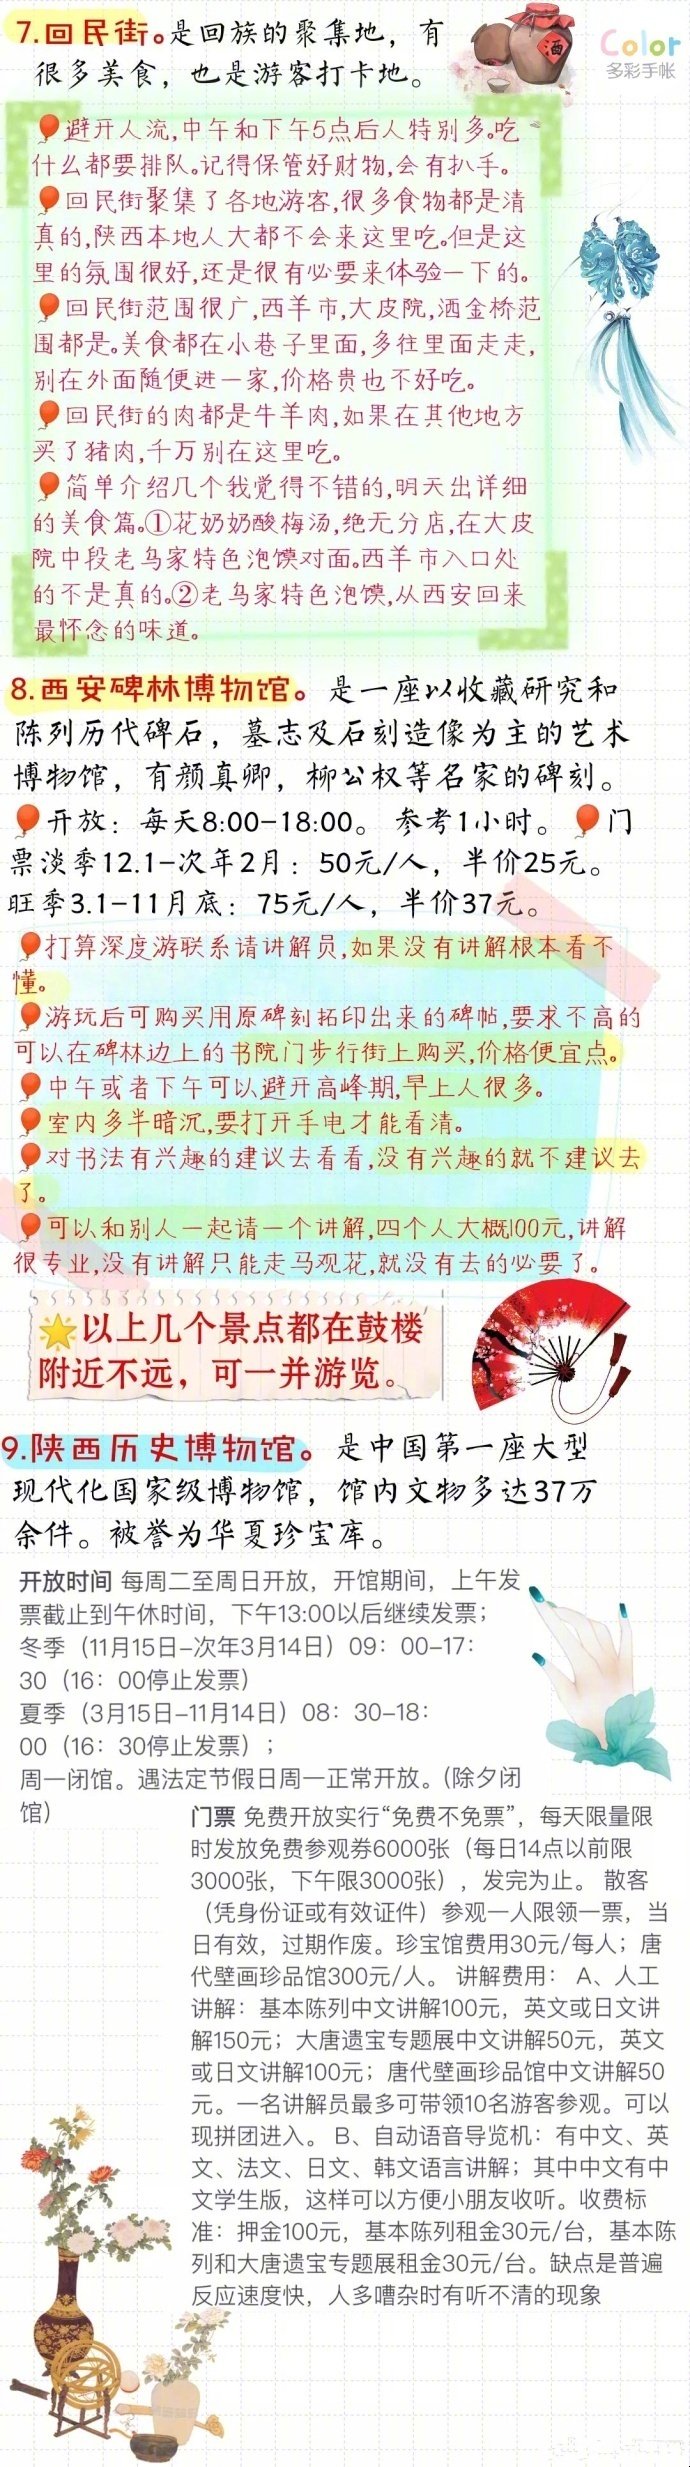 7.回民街。是回族的聚集地，有
很多美食，也是游客打卡地。
酒
Color
多彩手帐
避开人流,中午和下午5点后人特别多。吃
什么都要排队。记得保管好财物,会有扒手。
回民街聚集了各地游客,很多食物都是清
真的,陕西本地人大都不会来这里吃。但是这
里的氛围很好,还是很有必要来体验一下的。
回民街范围很广,西羊市,大皮院,洒金桥范
围都是。美食都在小巷子里面,多往里面走走,
别在外面随便进一家,价格贵也不好吃。
回民街的肉都是牛羊肉,如果在其他地方
买了猪肉,千万别在这里吃。
简单介绍几个我觉得不错的,明天出详细
的美食篇。①花奶奶酸梅汤,绝无分店,在大皮
院中段老乌家特色泡馍对面。西羊市入口处
的不是真的。②老乌家特色泡馍,从西安回来
最怀念的味道。
8.西安碑林博物馆。是一座以收藏研究和
陈列历代碑石，墓志及石刻造像为主的艺术
博物馆，有颜真卿，柳公权等名家的碑刻。
开放：每天8:00-18:00。 参考1小时。 门
票淡季12.1-次年2月：50元/人，半价25元。
旺季3.1-11月底：75元/人，半价37元。
打算深度游联系请讲解员,如果没有讲解根本看不
懂。
游玩后可购买用原碑刻拓印出来的碑帖,要求不高的
可以在碑林边上的书院门步行街上购买,价格便宜点。
中午或者下午可以避开高峰期,早上人很多。
室内多半暗沉,要打开手电才能看清。
对书法有兴趣的建议去看看,没有兴趣的就不建议去
了。
可以和别人一起请一个讲解,四个人大概100元,讲解
很专业,没有讲解只能走马观花,就没有去的必要了。
以上几个景点都在鼓楼
附近不远，可一并游览。
9.陕西历史博物馆。是中国第一座大型
现代化国家级博物馆，馆内文物多达37万
余件。被誉为华夏珍宝库。
开放时间 每周二至周日开放，开馆期间，上午发
票截止到午休时间，下午13:00以后继续发票；
冬季（11月15日-次年3月14日）09：00-17：
30（16：00停止发票）
夏季（3月15日-11月14日）08：30-18：
00（16：30停止发票）；
周一闭馆。遇法定节假日周一正常开放。(除夕闭
馆)
门票 免费开放实行“免费不免票”，每天限量限
时发放免费参观券6000张（每日14点以前限
3000张，下午限3000张），发完为止。 散客
（凭身份证或有效证件）参观一人限领一票，当
日有效，过期作废。珍宝馆费用30元/每人；唐
代壁画珍品馆300元/人。 讲解费用： A、人工
讲解：基本陈列中文讲解100元，英文或日文讲
解150元；大唐遗宝专题展中文讲解50元，英文
或日文讲解100元；唐代壁画珍品馆中文讲解50
元。一名讲解员最多可带领10名游客参观。可以
现拼团进入。 B、自动语音导览机：有中文、英
文、法文、日文、韩文语言讲解；其中中文有中
文学生版，这样可以方便小朋友收听。收费标
准：押金100元，基本陈列租金30元/台，基本陈
列和大唐遗宝专题展租金30元/台。缺点是普遍
反应速度快，人多嘈杂时有听不清的现象